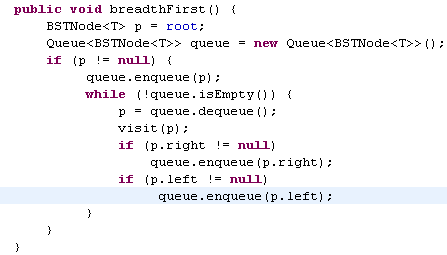 public void breadthFirst() {
    BSTNode<T> p = root;
    Queue<BSTNode<T>> queue = new Queue<BSTNode<T>>();
    if (p != null) {
        queue.enqueue(p);
        while (!queue.isEmpty()) {
            p = queue.dequeue();
            visit(p);
            if (p.right != null)
                queue.enqueue(p.right);
            if (p.left != null)
                 queue.enqueue(p.left);
        }
    }
}